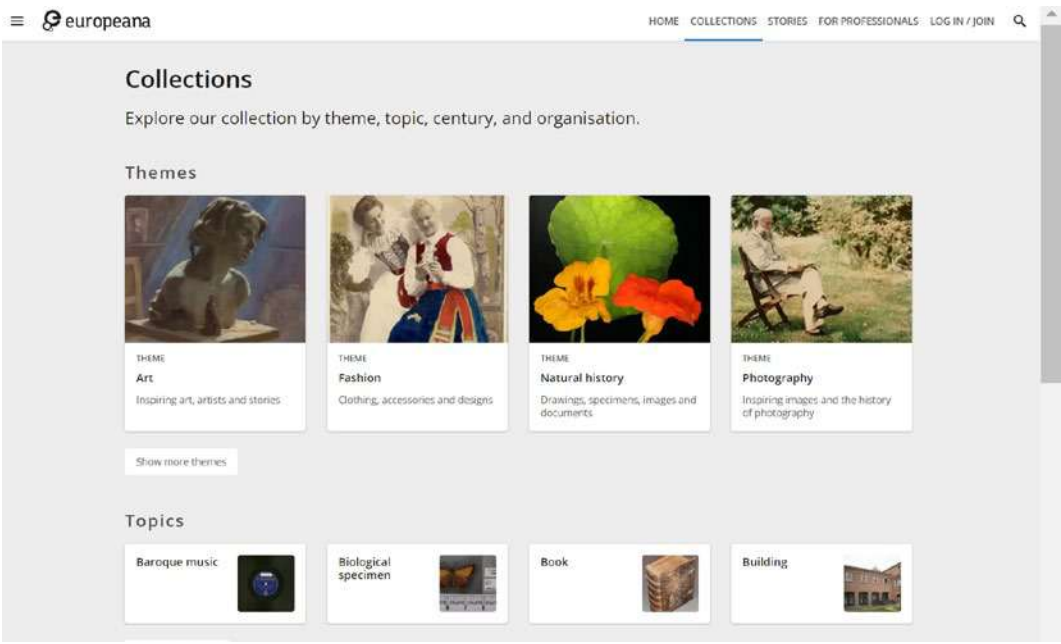 europeana
HOME COLLECTIONS STORIES FOR PROFESSIONALS LOG IN / JOIN
Collections
Explore our collection by theme, topic, century, and organisation.
Themes
THEME
Art
Inspiring art, artists and stories
THEME
Fashion
Clothing, accessories and designs
THEME
Natural history
Drawings, specimens, images and
documents
THEME
Photography
Inspiring images and the history
of photography
Show more themes
Topics
Baroque music
Biological
specimen
Book
Building